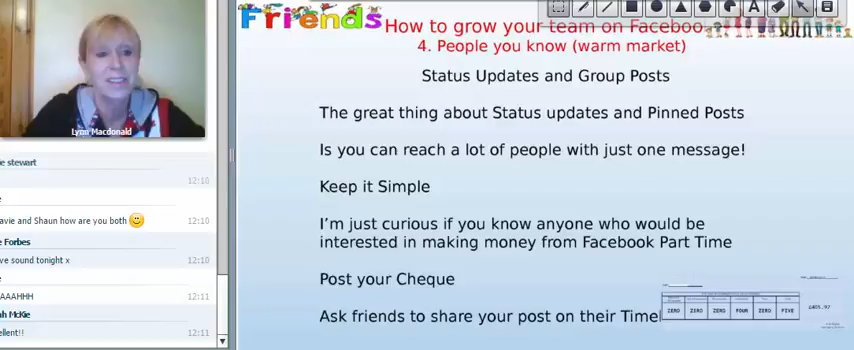 Friends
How to grow your team on Faceboo
4. People you know (warm market)
Status Updates and Group Posts
The great thing about Status updates and Pinned Posts
Is you can reach a lot of people with just one message!
Keep it Simple
I'm just curious if you know anyone who would be
interested in making money from Facebook Part Time
Post your Cheque
Ask friends to share your post on their Timel
ZERO ZERO ZERO FOUR ZERO FIVE
A
Lynn Macdonald
e stewart
12:10
avie and Shaun how are you both
12:10
e Forbes
ve sound tonight x
12:10
AAAHHH
12:11
ah McKie
ellent!!
12:11